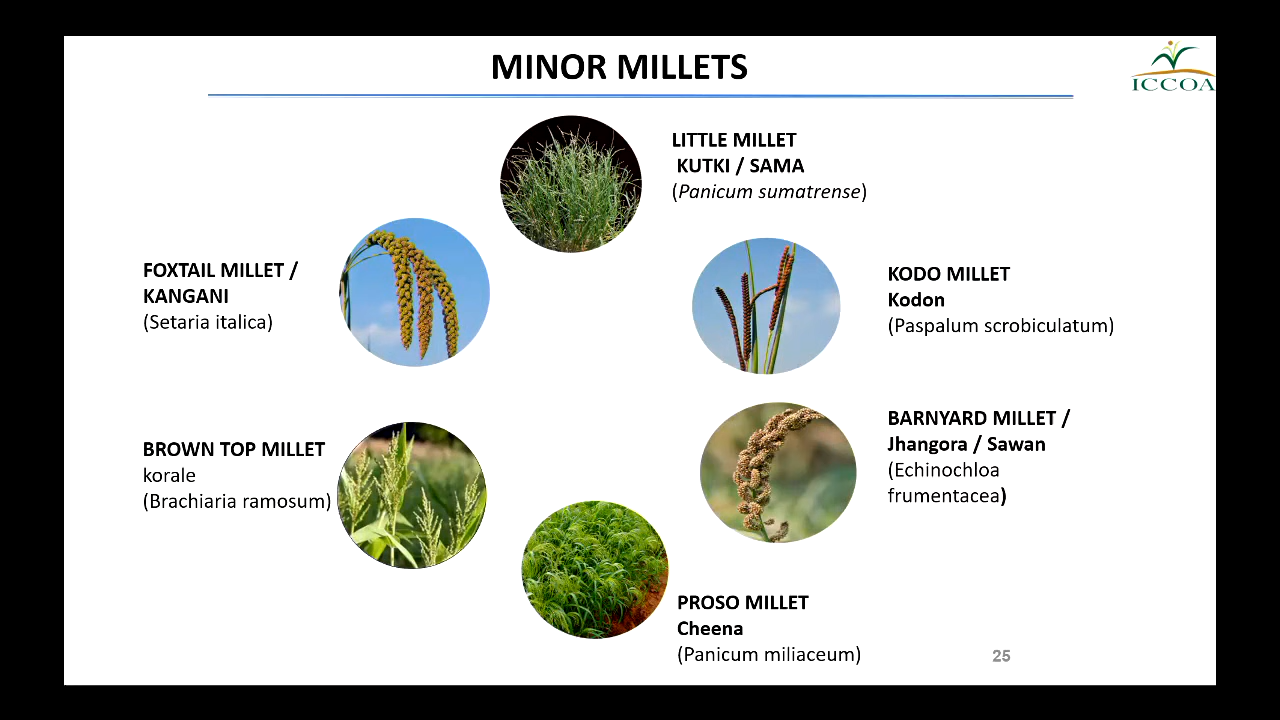 MINOR MILLETS
ICCOA
LITTLE MILLET
KUTKI / SAMA
(Panicum sumatrense)
FOXTAIL MILLET /
KANGANI
(Setaria italica)
KODO MILLET
Kodon
(Paspalum scrobiculatum)
BROWN TOP MILLET
korale
(Brachiaria ramosum)
BARNYARD MILLET /
Jhangora / Sawan
(Echinochloa
frumentacea)
PROSO MILLET
Cheena
(Panicum miliaceum)
25